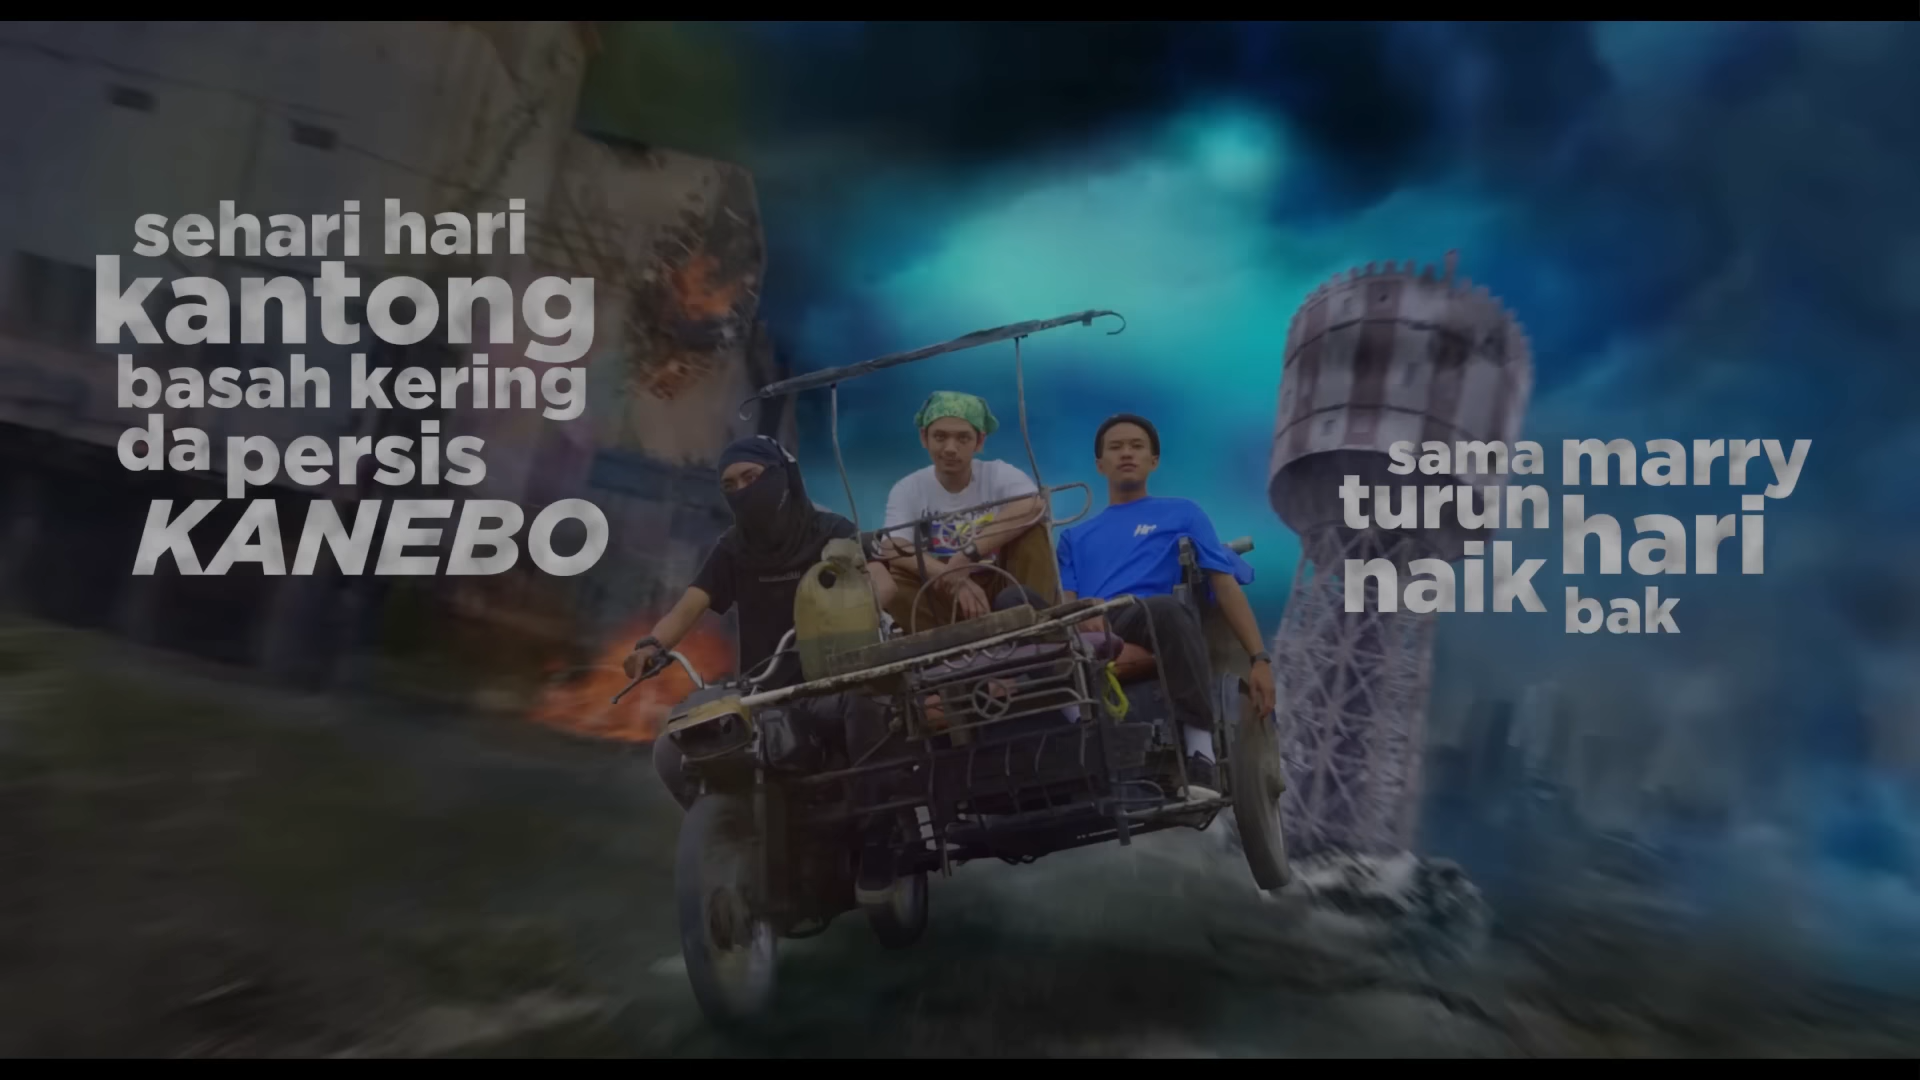 sehari hari
kantong
basah kering
da persis
KANEBO
sama marry
turun hari
naik bak